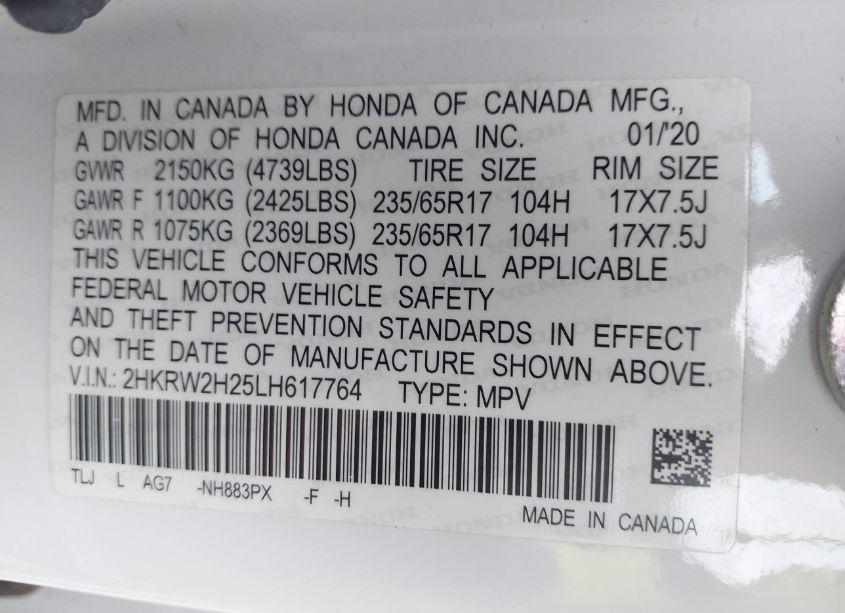 MFD. IN CANADA BY HONDA OF CANADA MFG.,
A DIVISION OF HONDA CANADA INC. 01/'20
GVWR 2150KG (4739LBS) TIRE SIZE RIM SIZE
GAWR F 1100KG (2425LBS) 235/65R17 104H 17X7.5J
GAWR R 1075KG (2369LBS) 235/65R17 104H 17X7.5J
THIS VEHICLE CONFORMS TO ALL APPLICABLE
FEDERAL MOTOR VEHICLE SAFETY
AND THEFT PREVENTION STANDARDS IN EFFECT
ON THE DATE OF MANUFACTURE SHOWN ABOVE.
V.I.N.: 2HKRW2H25LH617764 TYPE: MPV
TLJ L AG7 -NH883PX -F -H
MADE IN CANADA